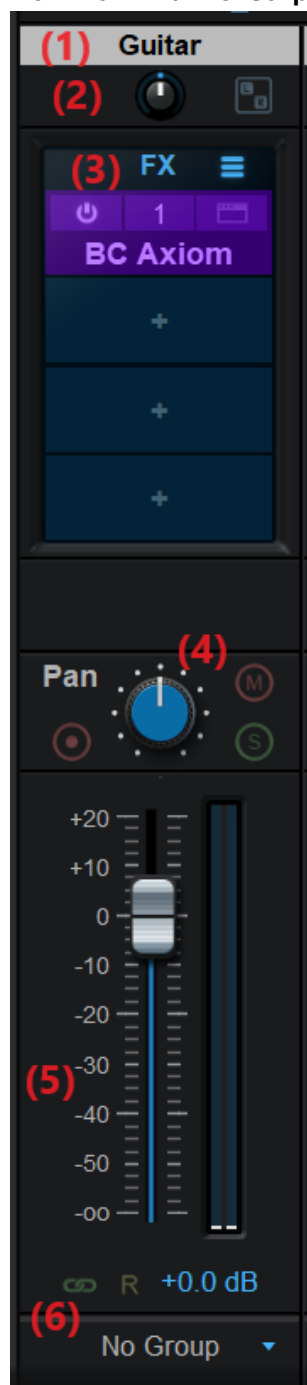 (1) Guitar
(2) L R
(3) FX
1
BC Axiom
+
+
+
(4)
Pan M
S
+20
+10
0
-10
-20
(5) -30
-40
-50
-oo
R +0.0 dB
(6)
No Group